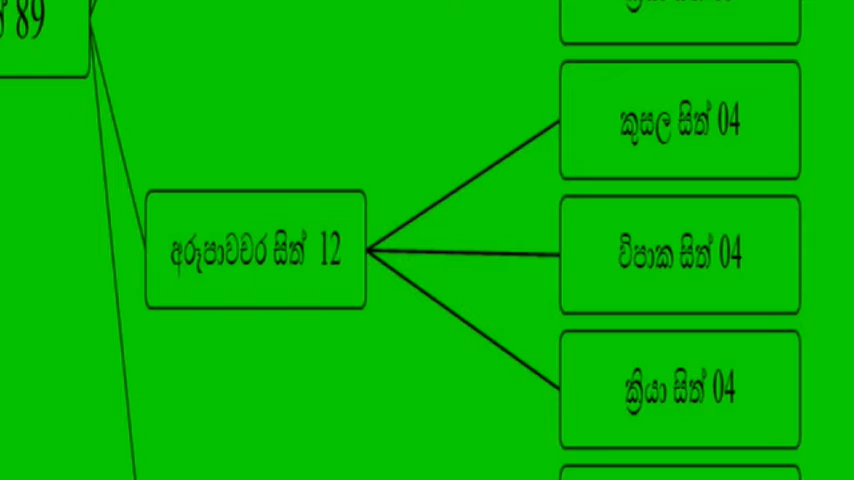 89
කුසල සිත් 04
අරූපාවචර සිත් 12
විපාක සිත් 04
ක්‍රියා සිත් 04